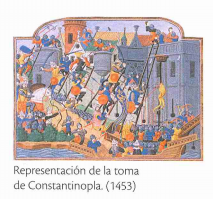 Representación de la toma
de Constantinopla. (1453)